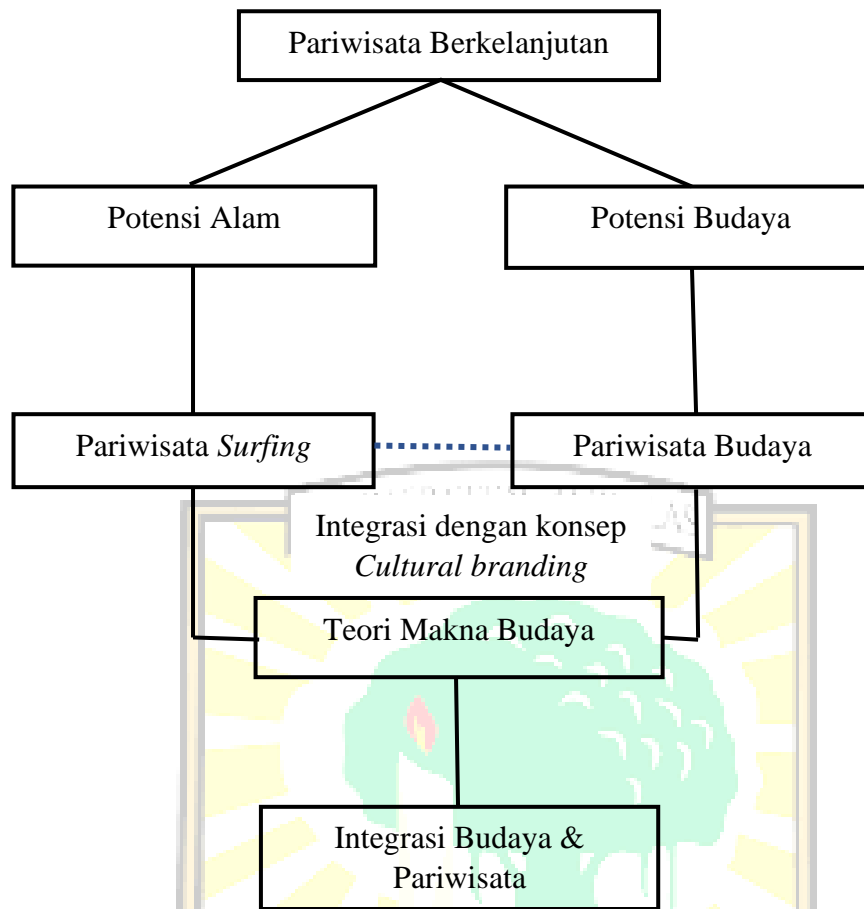 Pariwisata Berkelanjutan
Potensi Alam
Potensi Budaya
Pariwisata Surfing
Pariwisata Budaya
Integrasi dengan konsep
Cultural branding
Teori Makna Budaya
Integrasi Budaya &
Pariwisata